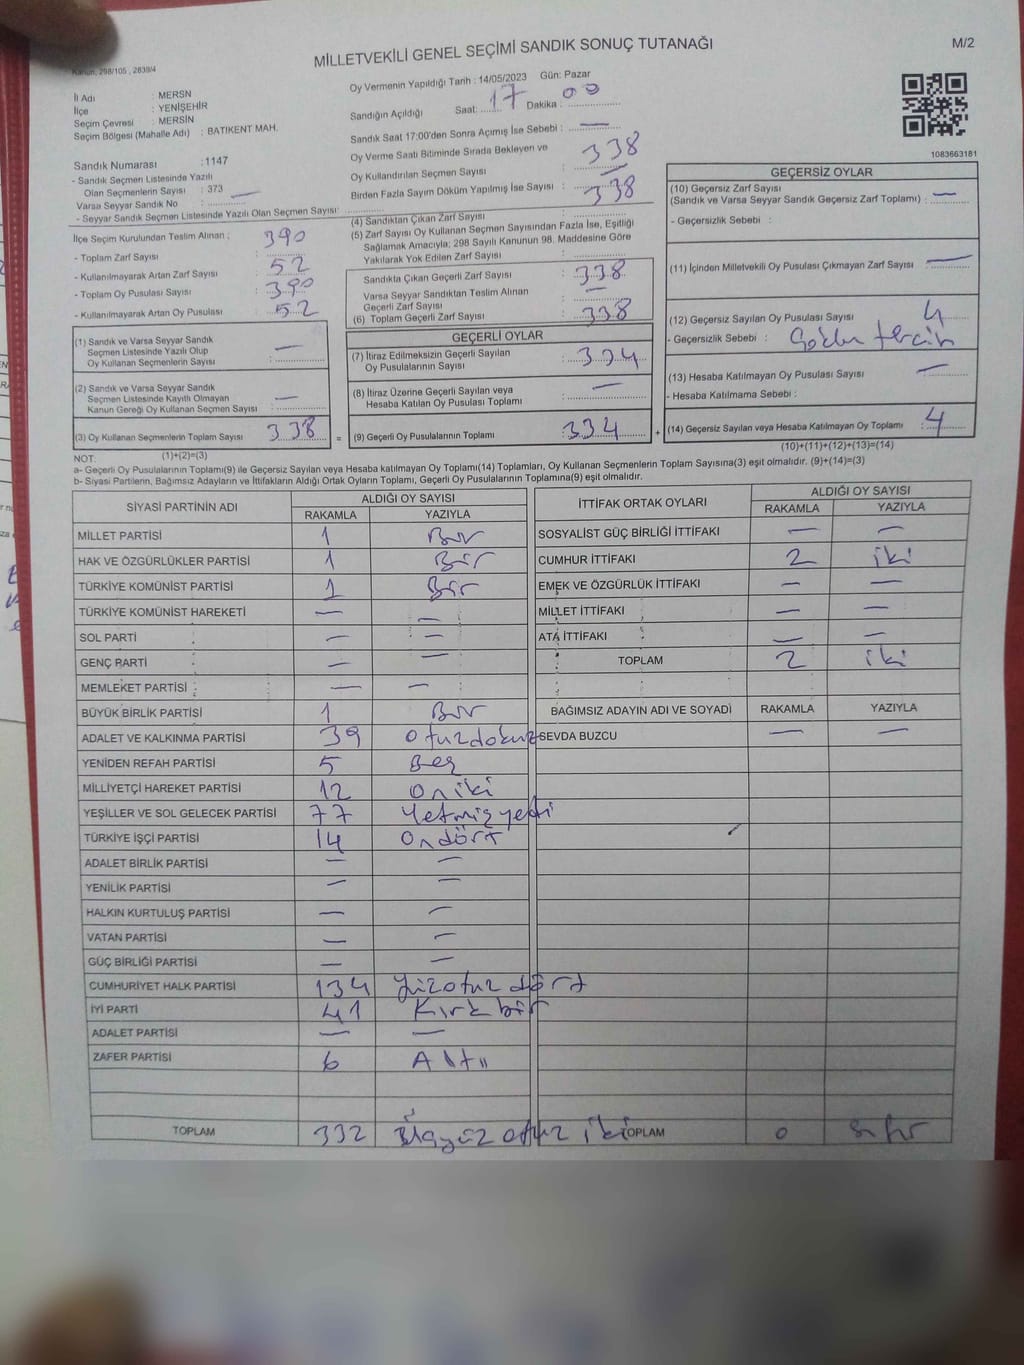 Kanun, 298/105 , 2839/4
MİLLETVEKİLİ GENEL SEÇİMİ SANDIK SONUÇ TUTANAĞI
M/2
İl Adı : MERSN
İlçe : YENİŞEHİR
Seçim Çevresi : MERSİN
Seçim Bölgesi (Mahalle Adı) : BATIKENT MAH.
Sandık Numarası :1147
- Sandık Seçmen Listesinde Yazılı
Olan Seçmenlerin Sayısı : 373
Varsa Seyyar Sandık No —
- Seyyar Sandık Seçmen Listesinde Yazılı Olan Seçmen Sayısı:
Oy Vermenin Yapıldığı Tarih : 14/05/2023 Gün: Pazar
Sandığın Açıldığı Saat: 17 Dakika : 00
Sandık Saat 17:00'den Sonra Açımış İse Sebebi : —
Oy Verme Saati Bitiminde Sırada Bekleyen ve
Oy Kullandırılan Seçmen Sayısı : 338
Birden Fazla Sayım Döküm Yapılmış İse Sayısı : —
1083663181
İlçe Seçim Kurulundan Teslim Alınan ;
- Toplam Zarf Sayısı : 390
- Kullanılmayarak Artan Zarf Sayısı : 52
- Toplam Oy Pusulası Sayısı : 390
- Kullanılmayarak Artan Oy Pusulası : 52
(4) Sandıktan Çıkan Zarf Sayısı : 338
(5) Zarf Sayısı Oy Kullanan Seçmen Sayısından Fazla İse, Eşitliği
Sağlamak Amacıyla; 298 Sayılı Kanunun 98. Maddesine Göre
Yakılarak Yok Edilen Zarf Sayısı :
Sandıkta Çıkan Geçerli Zarf Sayısı : 338
Varsa Seyyar Sandıktan Teslim Alınan
Geçerli Zarf Sayısı : —
(6) Toplam Geçerli Zarf Sayısı : 338
GEÇERSİZ OYLAR
(10) Geçersiz Zarf Sayısı
(Sandık ve Varsa Seyyar Sandık Geçersiz Zarf Toplamı) : —
- Geçersizlik Sebebi :
(11) İçinden Milletvekili Oy Pusulası Çıkmayan Zarf Sayısı : —
(12) Geçersiz Sayılan Oy Pusulası Sayısı : 4
- Geçersizlik Sebebi : tercih
(13) Hesaba Katılmayan Oy Pusulası Sayısı : —
- Hesaba Katılmama Sebebi :
(14) Geçersiz Sayılan veya Hesaba Katılmayan Oy Toplamı : 4
(10)+(11)+(12)+(13)=(14)
(1) Sandık ve Varsa Seyyar Sandık
Seçmen Listesinde Yazılı Olup
Oy Kullanan Seçmenlerin Sayısı : —
(2) Sandık ve Varsa Seyyar Sandık
Seçmen Listesinde Kayıtlı Olmayan
Kanun Gereği Oy Kullanan Seçmen Sayısı : —
(3) Oy Kullanan Seçmenlerin Toplam Sayısı : 338 =
(1)+(2)=(3)
GEÇERLİ OYLAR
(7) İtiraz Edilmeksizin Geçerli Sayılan
Oy Pusulalarının Sayısı : 334
(8) İtiraz Üzerine Geçerli Sayılan veya
Hesaba Katılan Oy Pusulası Toplamı : —
(9) Geçerli Oy Pusulalarının Toplamı : 334 +
NOT:
a- Geçerli Oy Pusulalarının Toplamı(9) ile Geçersiz Sayılan veya Hesaba katılmayan Oy Toplamı(14) Toplamları, Oy Kullanan Seçmenlerin Toplam Sayısına(3) eşit olmalıdır. (9)+(14)=(3)
b- Siyasi Partilerin, Bağımsız Adayların ve İttifakların Aldığı Ortak Oyların Toplamı, Geçerli Oy Pusulalarının Toplamına(9) eşit olmalıdır.
SİYASİ PARTİNİN ADI ALDIĞI OY SAYISI
RAKAMLA YAZIYLA
MİLLET PARTİSİ 1 Bir
HAK VE ÖZGÜRLÜKLER PARTİSİ 1 Bir
TÜRKİYE KOMÜNİST PARTİSİ 1 Bir
TÜRKİYE KOMÜNİST HAREKETİ — —
SOL PARTİ — —
GENÇ PARTİ — —
MEMLEKET PARTİSİ — —
BÜYÜK BİRLİK PARTİSİ 1 Bir
ADALET VE KALKINMA PARTİSİ 39 otuzdokuz
YENİDEN REFAH PARTİSİ 5 Beş
MİLLİYETÇİ HAREKET PARTİSİ 12 oniki
YEŞİLLER VE SOL GELECEK PARTİSİ 77 Yetmişyedi
TÜRKİYE İŞÇİ PARTİSİ 14 Ondört
ADALET BİRLİK PARTİSİ — —
YENİLİK PARTİSİ — —
HALKIN KURTULUŞ PARTİSİ — —
VATAN PARTİSİ — —
GÜÇ BİRLİĞİ PARTİSİ — —
CUMHURİYET HALK PARTİSİ 134 Yüzotuz dört
İYİ PARTİ 41 Kırk bir
ADALET PARTİSİ — —
ZAFER PARTİSİ 6 Altı
TOPLAM 332 üçyüz otuz iki
İTTİFAK ORTAK OYLARI ALDIĞI OY SAYISI
RAKAMLA YAZIYLA
SOSYALİST GÜÇ BİRLİĞİ İTTİFAKI — —
CUMHUR İTTİFAKI 2 iki
EMEK VE ÖZGÜRLÜK İTTİFAKI — —
MİLLET İTTİFAKI — —
ATA İTTİFAKI — —
TOPLAM 2 iki
BAĞIMSIZ ADAYIN ADI VE SOYADI RAKAMLA YAZIYLA
SEVDA BUZCU — —
TOPLAM 0 sıfır